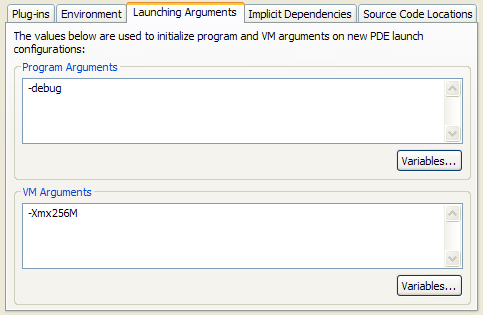 Plug-ins Environment Launching Arguments Implicit Dependencies Source Code Locations
The values below are used to initialize program and VM arguments on new PDE launch
configurations:
Program Arguments
-debug
Variables...
VM Arguments
-Xmx256M
Variables...